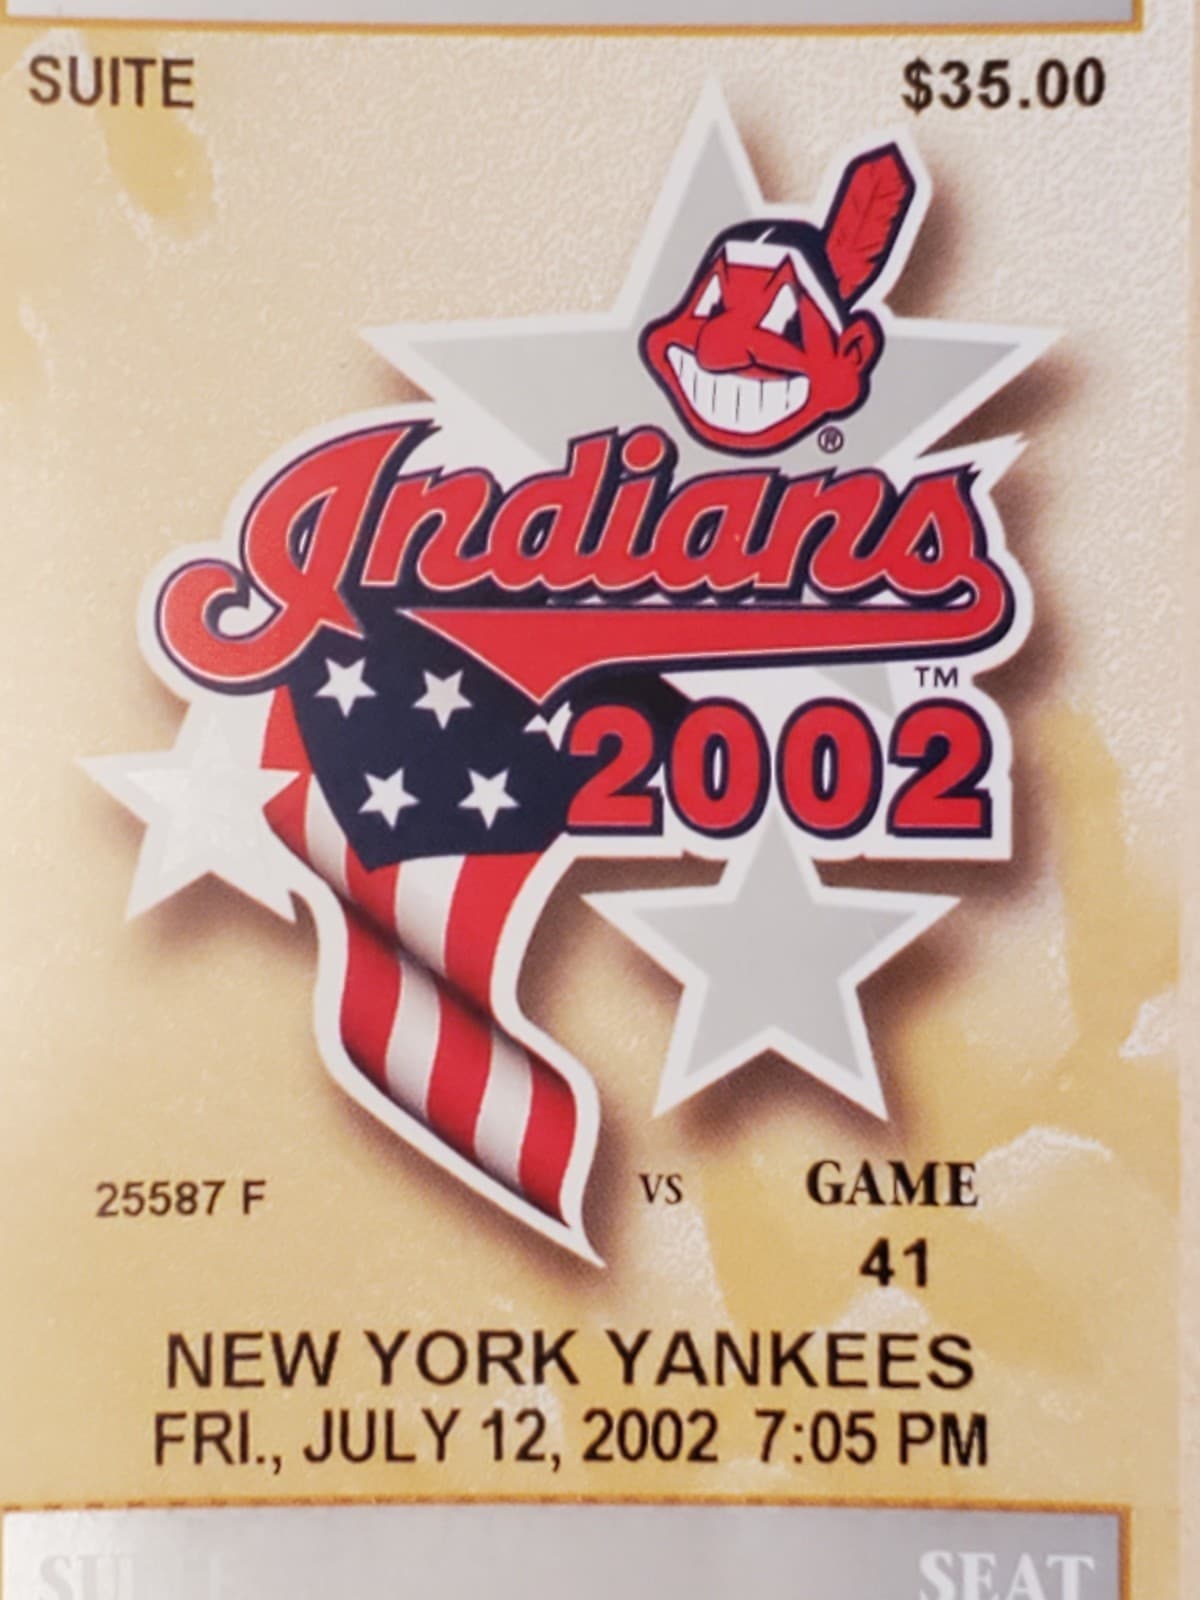 SUITE $35.00
®
Indians
TM
2002
25587 F vs GAME
41
NEW YORK YANKEES
FRI., JULY 12, 2002 7:05 PM
SUITE SEAT